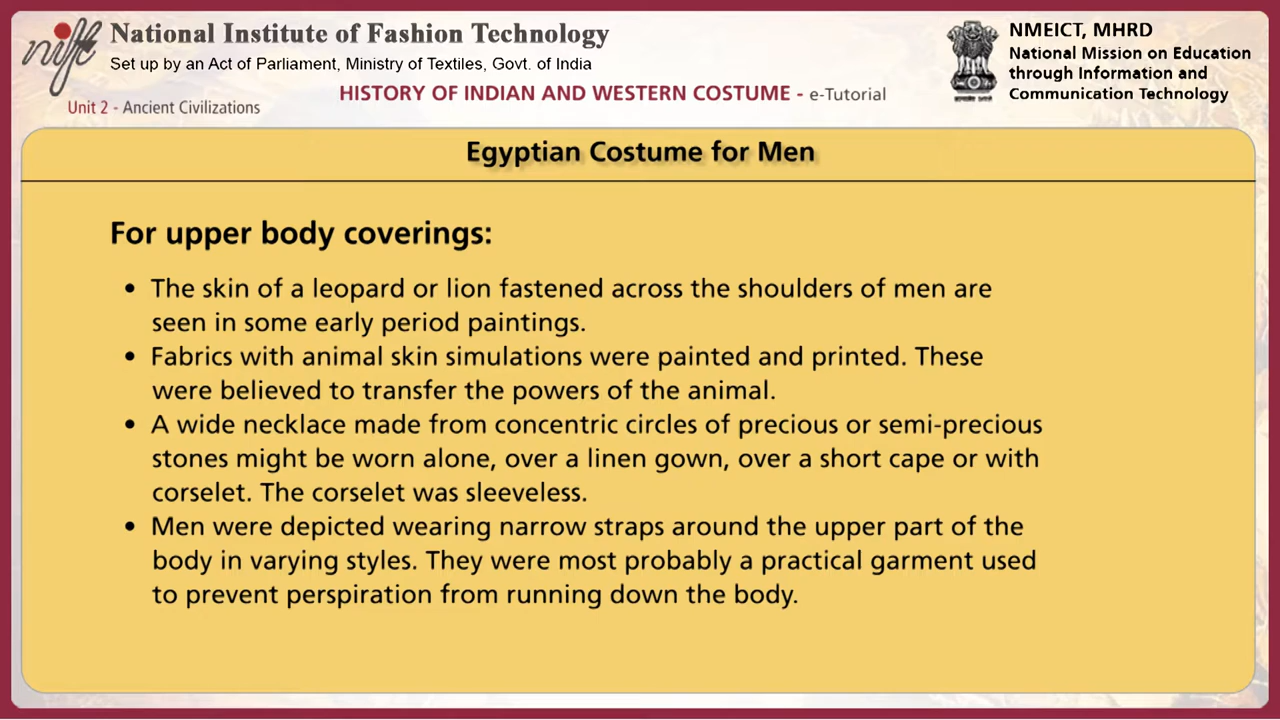 nift
National Institute of Fashion Technology
Set up by an Act of Parliament, Ministry of Textiles, Govt. of India
HISTORY OF INDIAN AND WESTERN COSTUME - e-Tutorial
Unit 2 - Ancient Civilizations
NMEICT, MHRD
National Mission on Education
through Information and
Communication Technology
Egyptian Costume for Men
For upper body coverings:
• The skin of a leopard or lion fastened across the shoulders of men are
seen in some early period paintings.
• Fabrics with animal skin simulations were painted and printed. These
were believed to transfer the powers of the animal.
• A wide necklace made from concentric circles of precious or semi-precious
stones might be worn alone, over a linen gown, over a short cape or with
corselet. The corselet was sleeveless.
• Men were depicted wearing narrow straps around the upper part of the
body in varying styles. They were most probably a practical garment used
to prevent perspiration from running down the body.